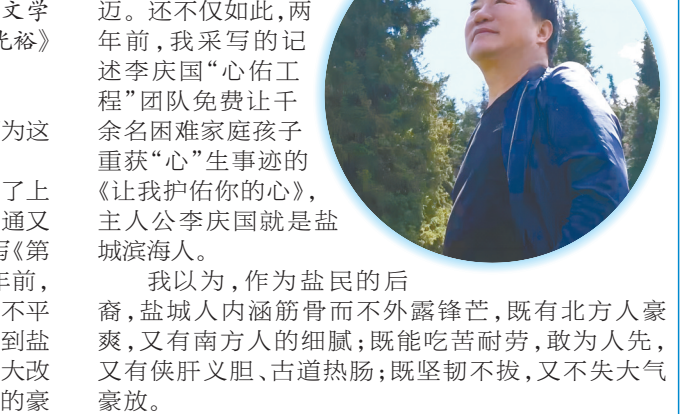 文学
光裕》
为这
了上
通又
写《第
年前，
不平
到盐
大改
的豪
迈。还不仅如此，两
年前，我采写的记
述李庆国“心佑工
程”团队免费让千
余名困难家庭孩子
重获“心”生事迹的
《让我护佑你的心》，
主人公李庆国就是盐
城滨海人。
我以为，作为盐民的后
裔，盐城人内涵筋骨而不外露锋芒，既有北方人豪
爽，又有南方人的细腻；既能吃苦耐劳，敢为人先，
又有侠肝义胆、古道热肠；既坚韧不拔，又不失大气
豪放。